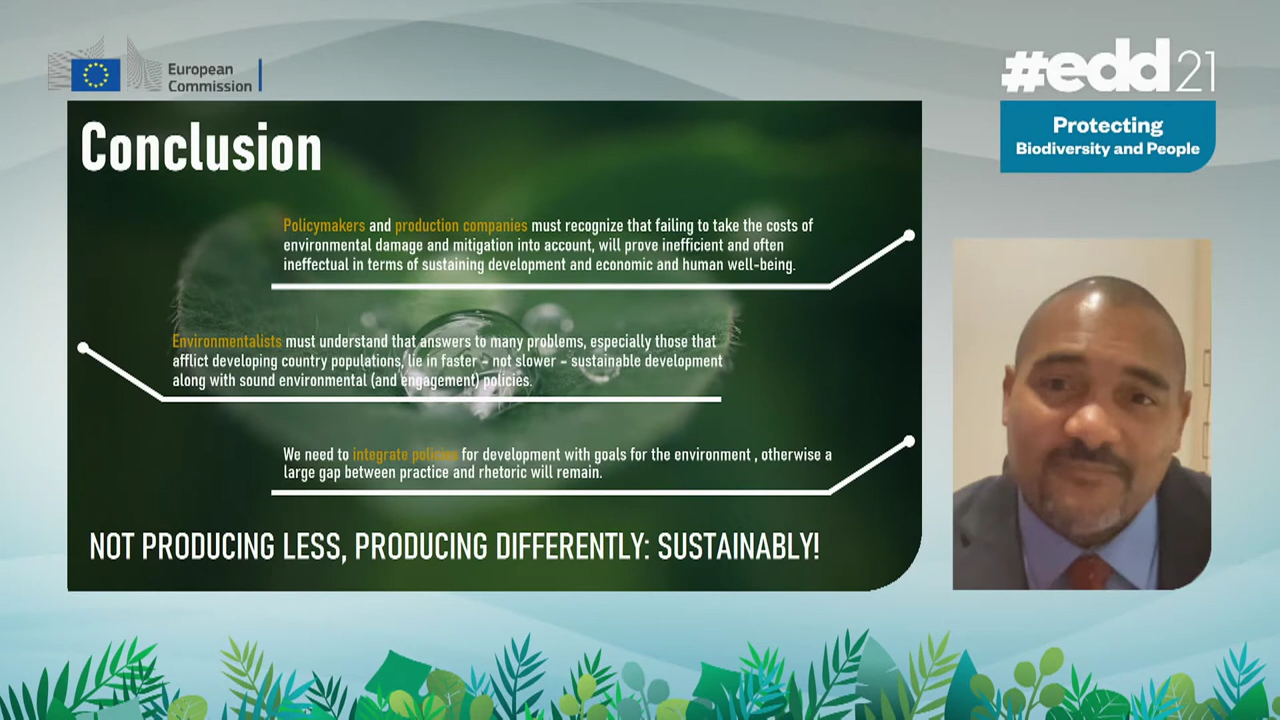 European
Commission
#edd21
Protecting
Biodiversity and People
Conclusion
Policymakers and production companies must recognize that failing to take the costs of
environmental damage and mitigation into account, will prove inefficient and often
ineffectual in terms of sustaining development and economic and human well-being.
Environmentalists must understand that answers to many problems, especially those that
afflict developing country populations, lie in faster – not slower – sustainable development
along with sound environmental (and engagement) policies.
We need to integrate policies for development with goals for the environment , otherwise a
large gap between practice and rhetoric will remain.
NOT PRODUCING LESS, PRODUCING DIFFERENTLY: SUSTAINABLY!